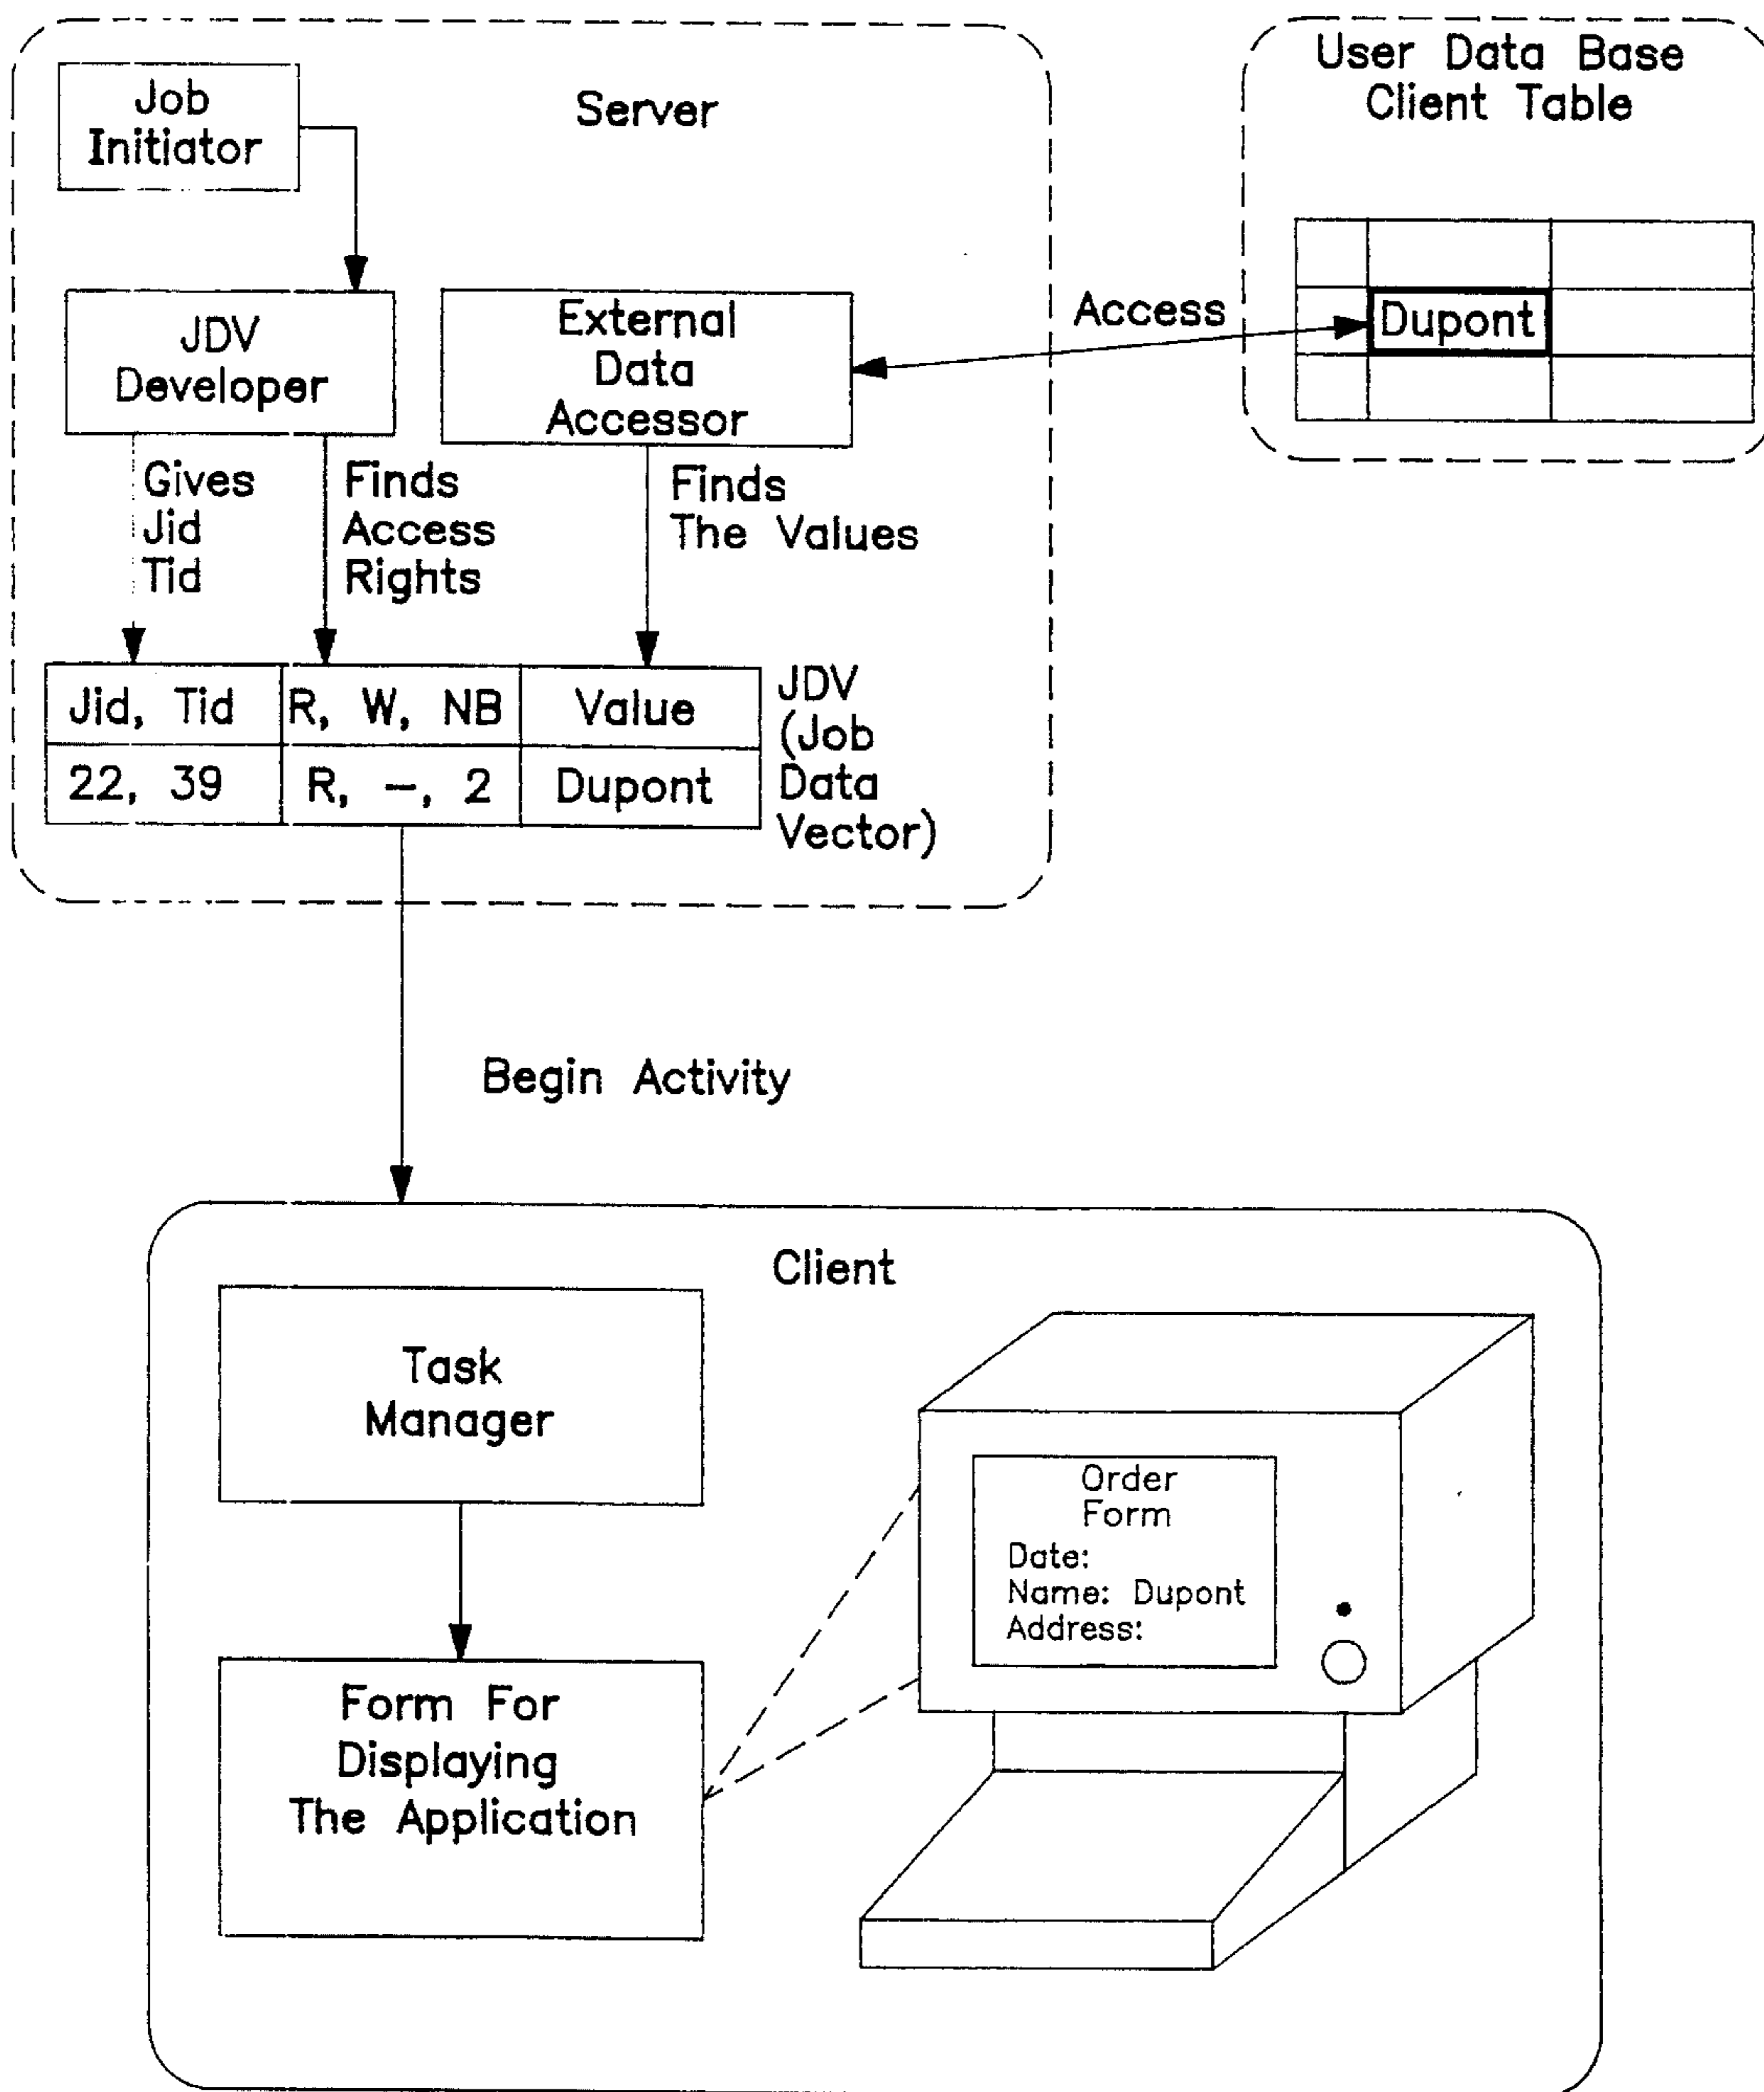 Server
Job
Initiator
User Data Base
Client Table
JDV
Developer
External
Data
Accessor
Access
Dupont
Gives
Jid
Tid
Finds
Access
Rights
Finds
The Values
Jid, Tid
R, W, NB
Value
22, 39
R, –, 2
Dupont
JDV
(Job
Data
Vector)
Begin Activity
Client
Task
Manager
Order
Form
Date:
Name: Dupont
Address:
Form For
Displaying
The Application